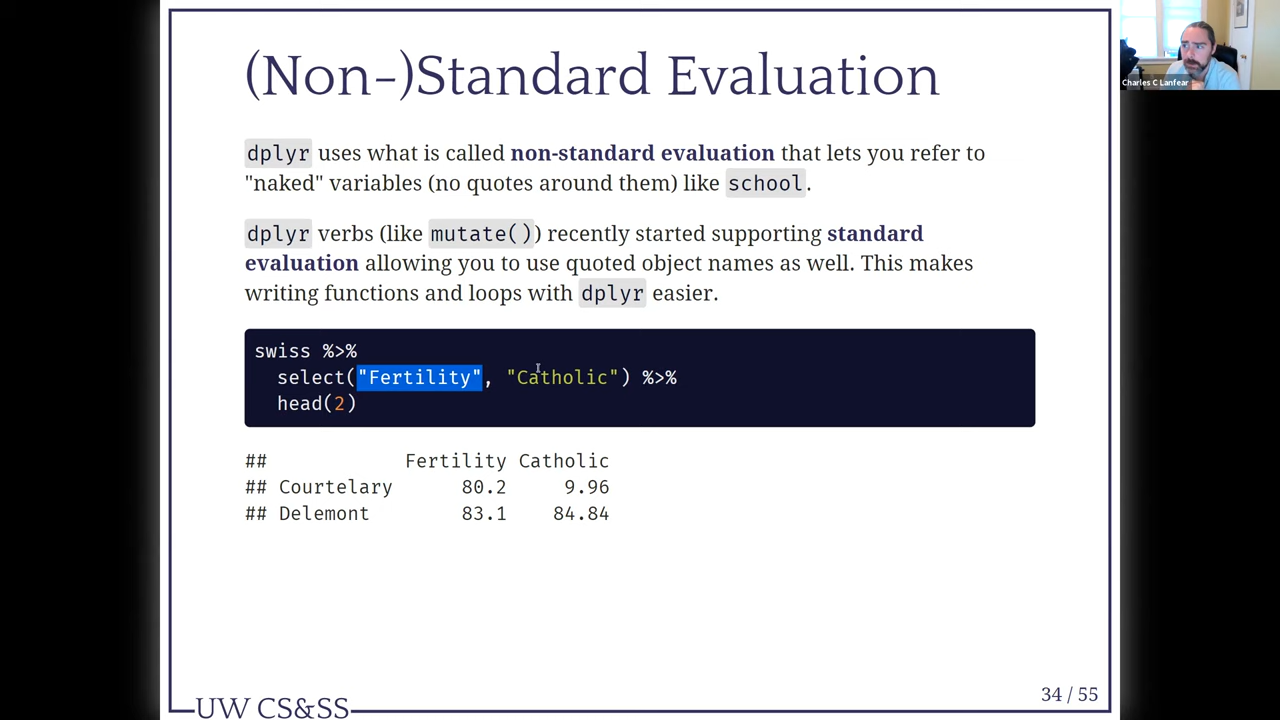 (Non-)Standard Evaluation
dplyr uses what is called non-standard evaluation that lets you refer to
"naked" variables (no quotes around them) like school.
dplyr verbs (like mutate()) recently started supporting standard
evaluation allowing you to use quoted object names as well. This makes
writing functions and loops with dplyr easier.
swiss %>%
  select("Fertility", "Catholic") %>%
  head(2)
##            Fertility Catholic
## Courtelary      80.2     9.96
## Delemont        83.1    84.84
34 / 55
UW CS&SS
Charles C Lanfear